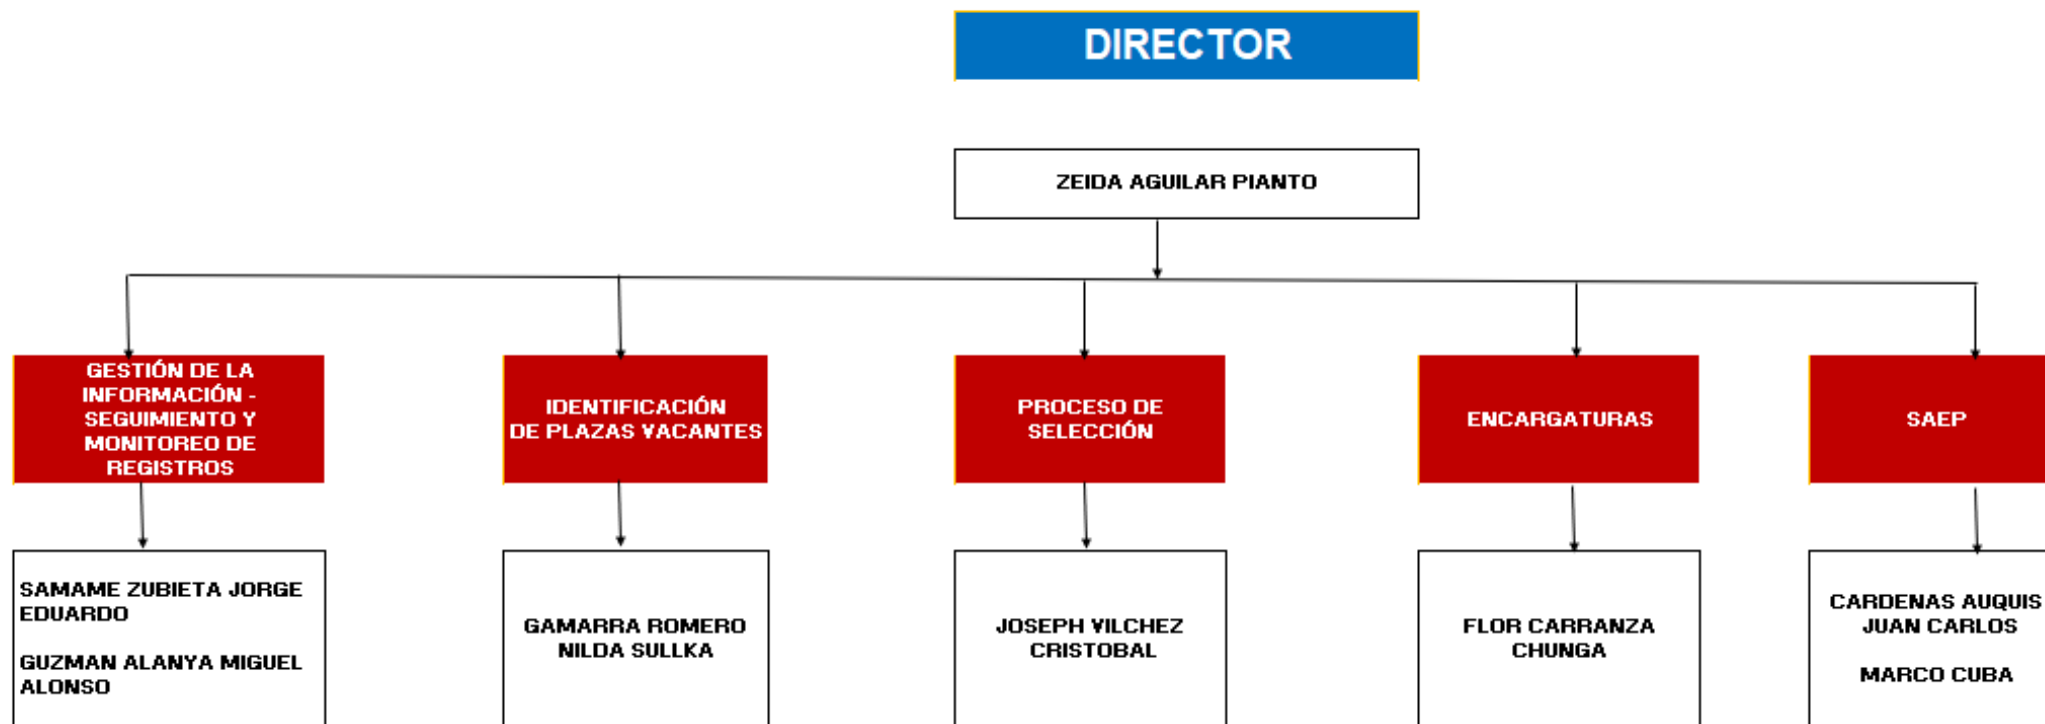 DIRECTOR
ZEIDA AGUILAR PIANTO
GESTIÓN DE LA
INFORMACIÓN -
SEGUIMIENTO Y
MONITOREO DE
REGISTROS
IDENTIFICACIÓN
DE PLAZAS VACANTES
PROCESO DE
SELECCIÓN
ENCARGATURAS
SAEP
SAMAME ZUBIETA JORGE
EDUARDO
GUZMAN ALANYA MIGUEL
ALONSO
GAMARRA ROMERO
NILDA SULLKA
JOSEPH VILCHEZ
CRISTOBAL
FLOR CARRANZA
CHUNGA
CARDENAS AUQUIS
JUAN CARLOS
MARCO CUBA